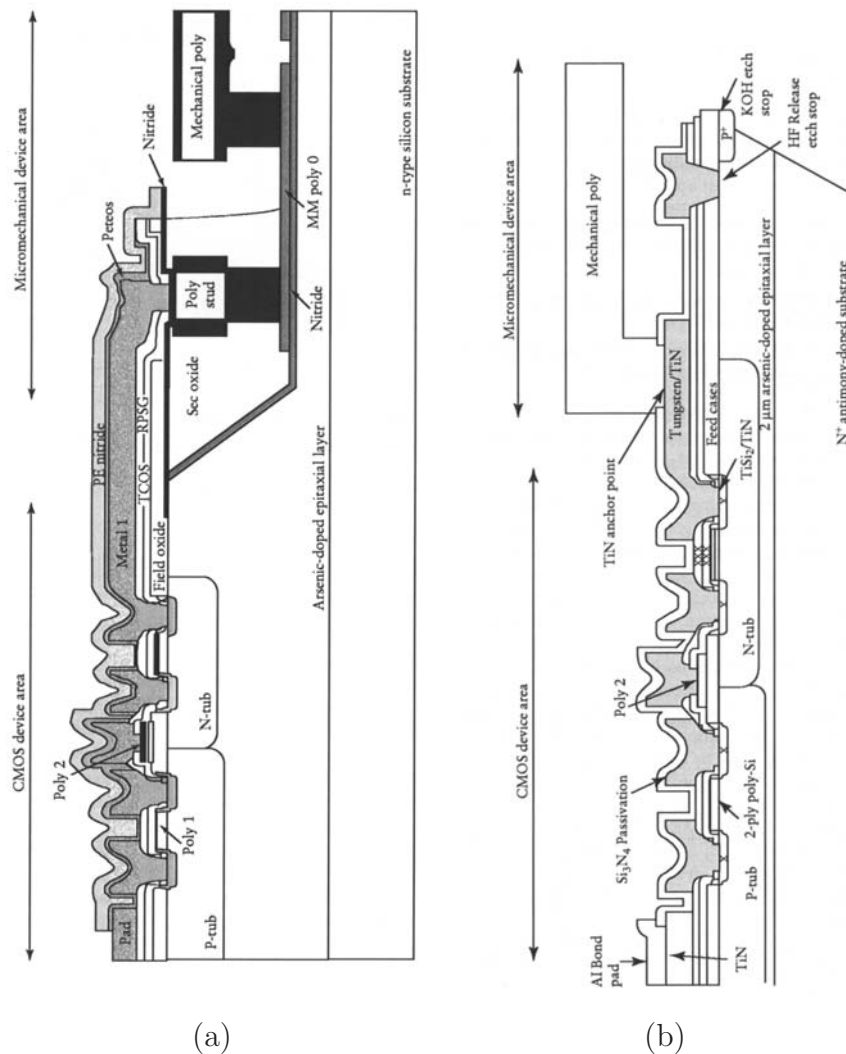 Micromechanical device area
CMOS device area
Mechanical poly
Nitride
Peteos
Poly
stud
MM poly 0
n-type silicon substrate
PE nitride
Metal 1
TCOS
RPSG
Field oxide
Sec oxide
Nitride
Arsenic-doped epitaxial layer
Poly 2
Poly 1
N-tub
P-tub
Pad
(a)
Micromechanical device area
CMOS device area
Mechanical poly
KOH etch
stop
P+
HF Release
etch stop
Tungsten/TiN
Feed cases
TiN anchor point
TiSi2/TiN
2 μm arsenic-doped epitaxial layer
N+ antimony-doped substrate
Poly 2
N-tub
Si3N4 Passivation
2-ply poly-Si
P-tub
AI Bond
pad
TiN
(b)